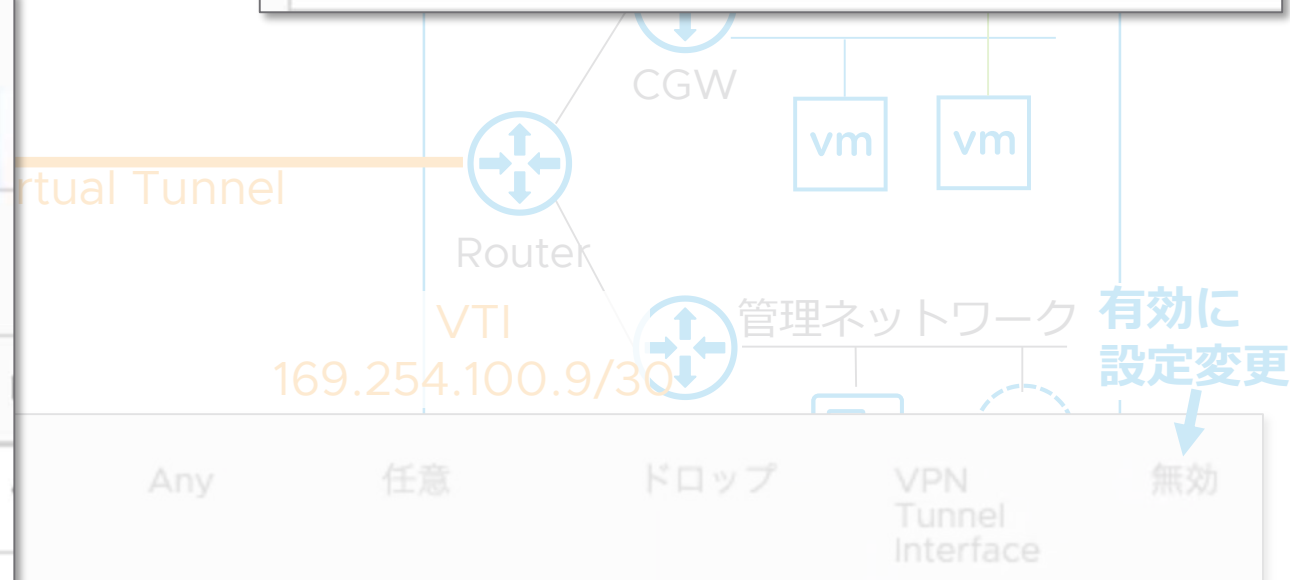 CGW
vm
vm
rtual Tunnel
Router
VTI
169.254.100.9/30
管理ネットワーク
有効に
設定変更
Any
任意
ドロップ
VPN
Tunnel
Interface
無効